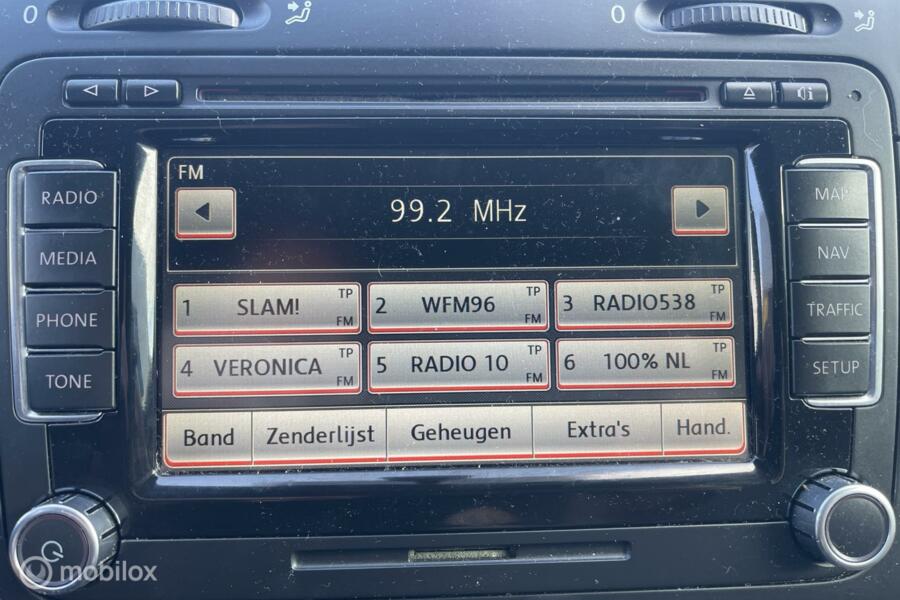 0 0
RADIO
MEDIA
PHONE
TONE
FM
99.2 MHz
1 SLAM! TP FM
2 WFM96 TP FM
3 RADIO538 TP FM
4 VERONICA TP FM
5 RADIO 10 TP FM
6 100% NL TP FM
Band Zenderlijst Geheugen Extra's Hand.
MAP
NAV
TRAFFIC
SETUP
mobilox